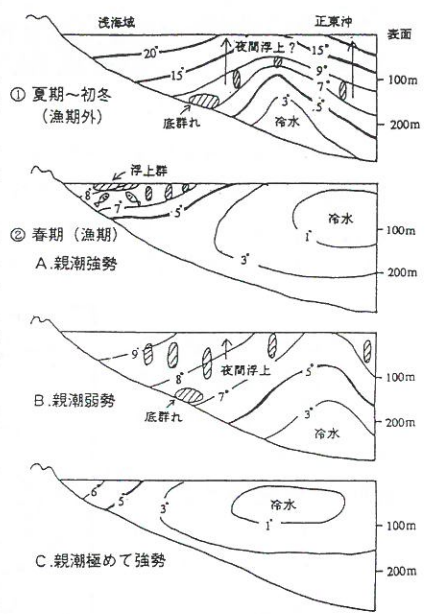 浅海域 正東沖 表面
20° 夜間浮上? 15°
15° 9°
7° 100m
① 夏期～初冬 3° 5°
(漁期外) 底群れ 冷水 200m
浮上群
8°
7° 5° 冷水
② 春期(漁期) 1° 100m
A.親潮強勢 3° 200m
9°
8° 夜間浮上 5° 100m
7°
B.親潮弱勢 底群れ 3° 200m
冷水
6° 5° 3° 冷水
1° 100m
C.親潮極めて強勢 200m